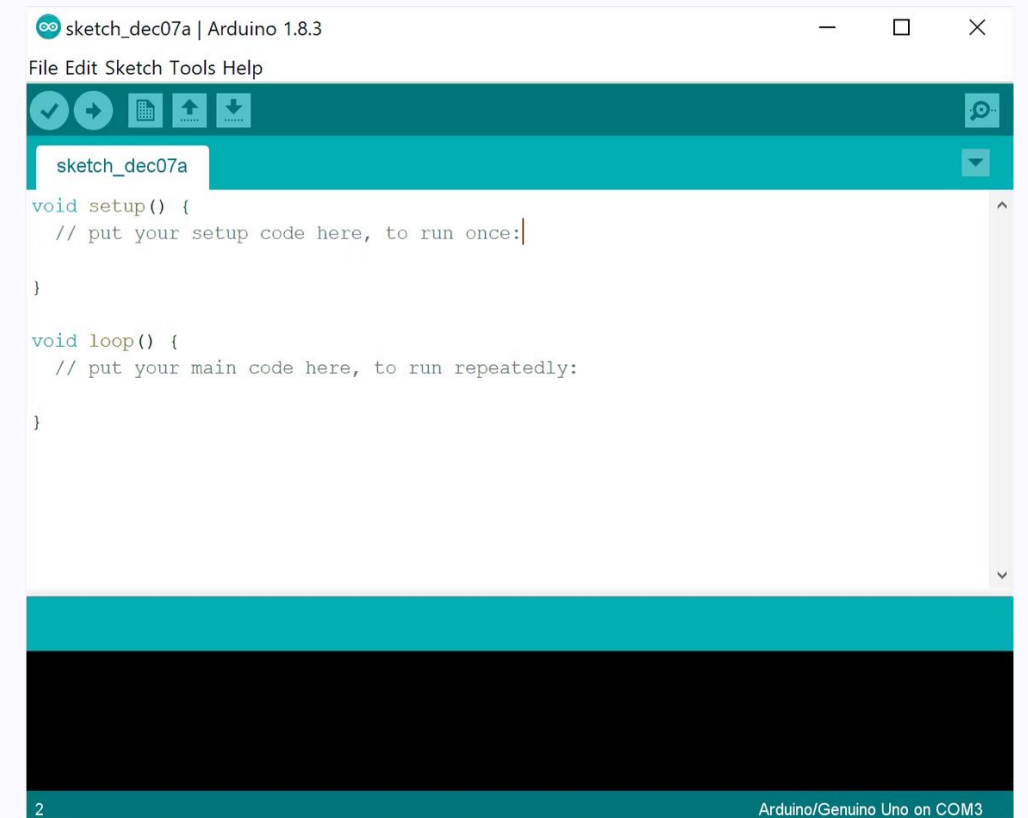 sketch_dec07a | Arduino 1.8.3
File Edit Sketch Tools Help
sketch_dec07a
void setup() {
  // put your setup code here, to run once:
}
void loop() {
  // put your main code here, to run repeatedly:
}
2 Arduino/Genuino Uno on COM3